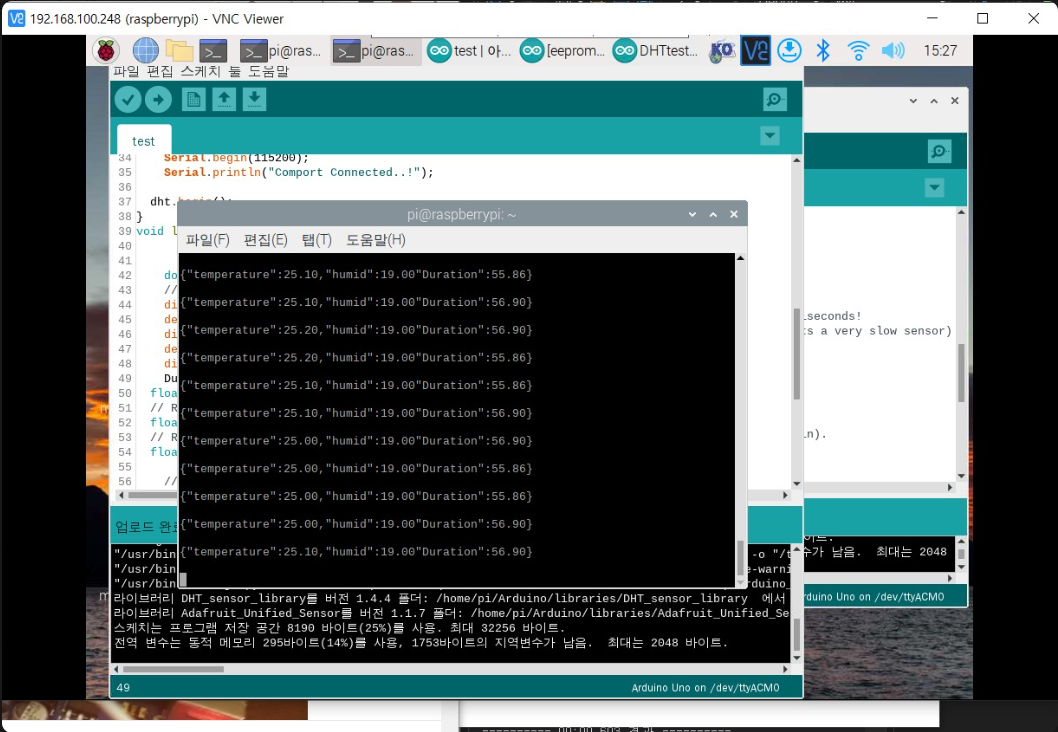 192.168.100.248 (raspberrypi) - VNC Viewer
pi@ras... pi@ras... test | 아... [eeprom... DHTtest... KO 15:27
파일 편집 스케치 툴 도움말
test
34 Serial.begin(115200);
35 Serial.println("Comport Connected..!");
36
37 dht.begin();
38 }
39 void l
40
41
42 do
43 //
44 di
45 de
46 di
47 de
48 di
49 Du
50 floa
51 // R
52 floa
53 // R
54 floa
55
56 //
pi@raspberrypi: ~
파일(F) 편집(E) 탭(T) 도움말(H)
{"temperature":25.10,"humid":19.00"Duration":55.86}
{"temperature":25.10,"humid":19.00"Duration":56.90}
{"temperature":25.20,"humid":19.00"Duration":56.90}
{"temperature":25.20,"humid":19.00"Duration":55.86}
{"temperature":25.10,"humid":19.00"Duration":55.86}
{"temperature":25.10,"humid":19.00"Duration":56.90}
{"temperature":25.00,"humid":19.00"Duration":56.90}
{"temperature":25.00,"humid":19.00"Duration":55.86}
{"temperature":25.00,"humid":19.00"Duration":55.86}
{"temperature":25.00,"humid":19.00"Duration":56.90}
{"temperature":25.10,"humid":19.00"Duration":56.90}
seconds!
s a very slow sensor)
n).
업로드 완료
"/usr/bin -o "/t
"/usr/bin e-warni
"/usr/bin rduino_
라이브러리 DHT_sensor_library를 버전 1.4.4 폴더: /home/pi/Arduino/libraries/DHT_sensor_library 에서
라이브러리 Adafruit_Unified_Sensor를 버전 1.1.7 폴더: /home/pi/Arduino/libraries/Adafruit_Unified_Se
스케치는 프로그램 저장 공간 8190 바이트(25%)를 사용. 최대 32256 바이트.
전역 변수는 동적 메모리 295바이트(14%)를 사용, 1753바이트의 지역변수가 남음. 최대는 2048 바이트.
49 Arduino Uno on /dev/ttyACM0
이트.
수가 남음. 최대는 2048
rduino Uno on /dev/ttyACM0